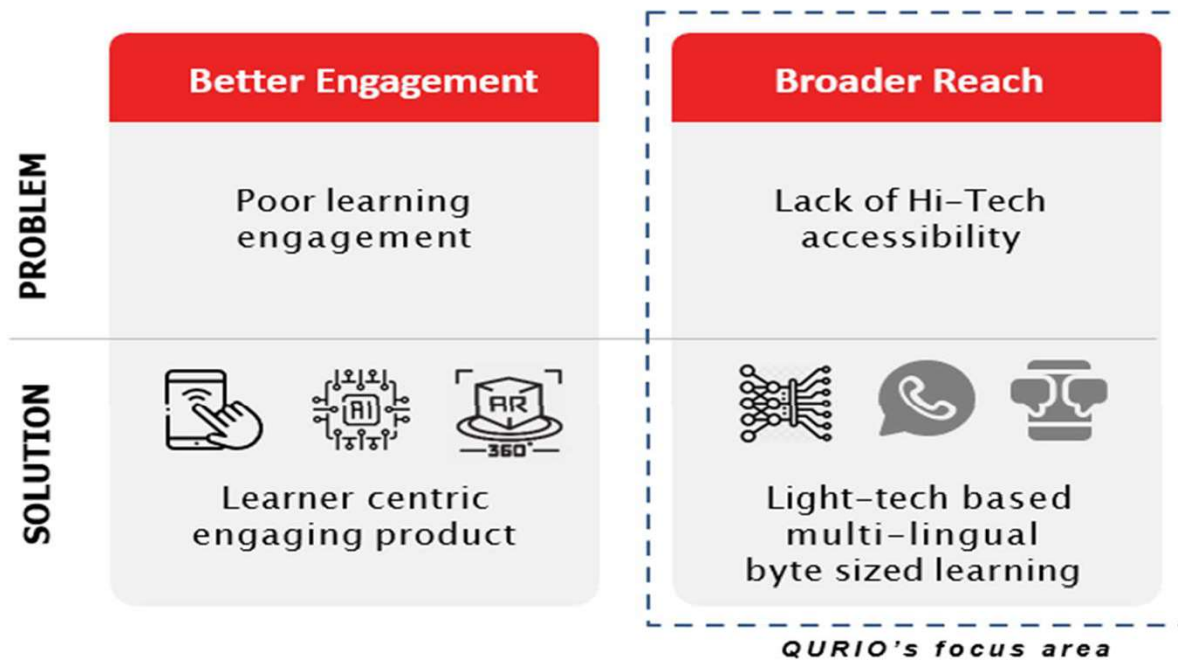 Better Engagement
Broader Reach
PROBLEM
Poor learning
engagement
Lack of Hi-Tech
accessibility
SOLUTION
AI
AR
360°
Learner centric
engaging product
Light-tech based
multi-lingual
byte sized learning
QURIO's focus area